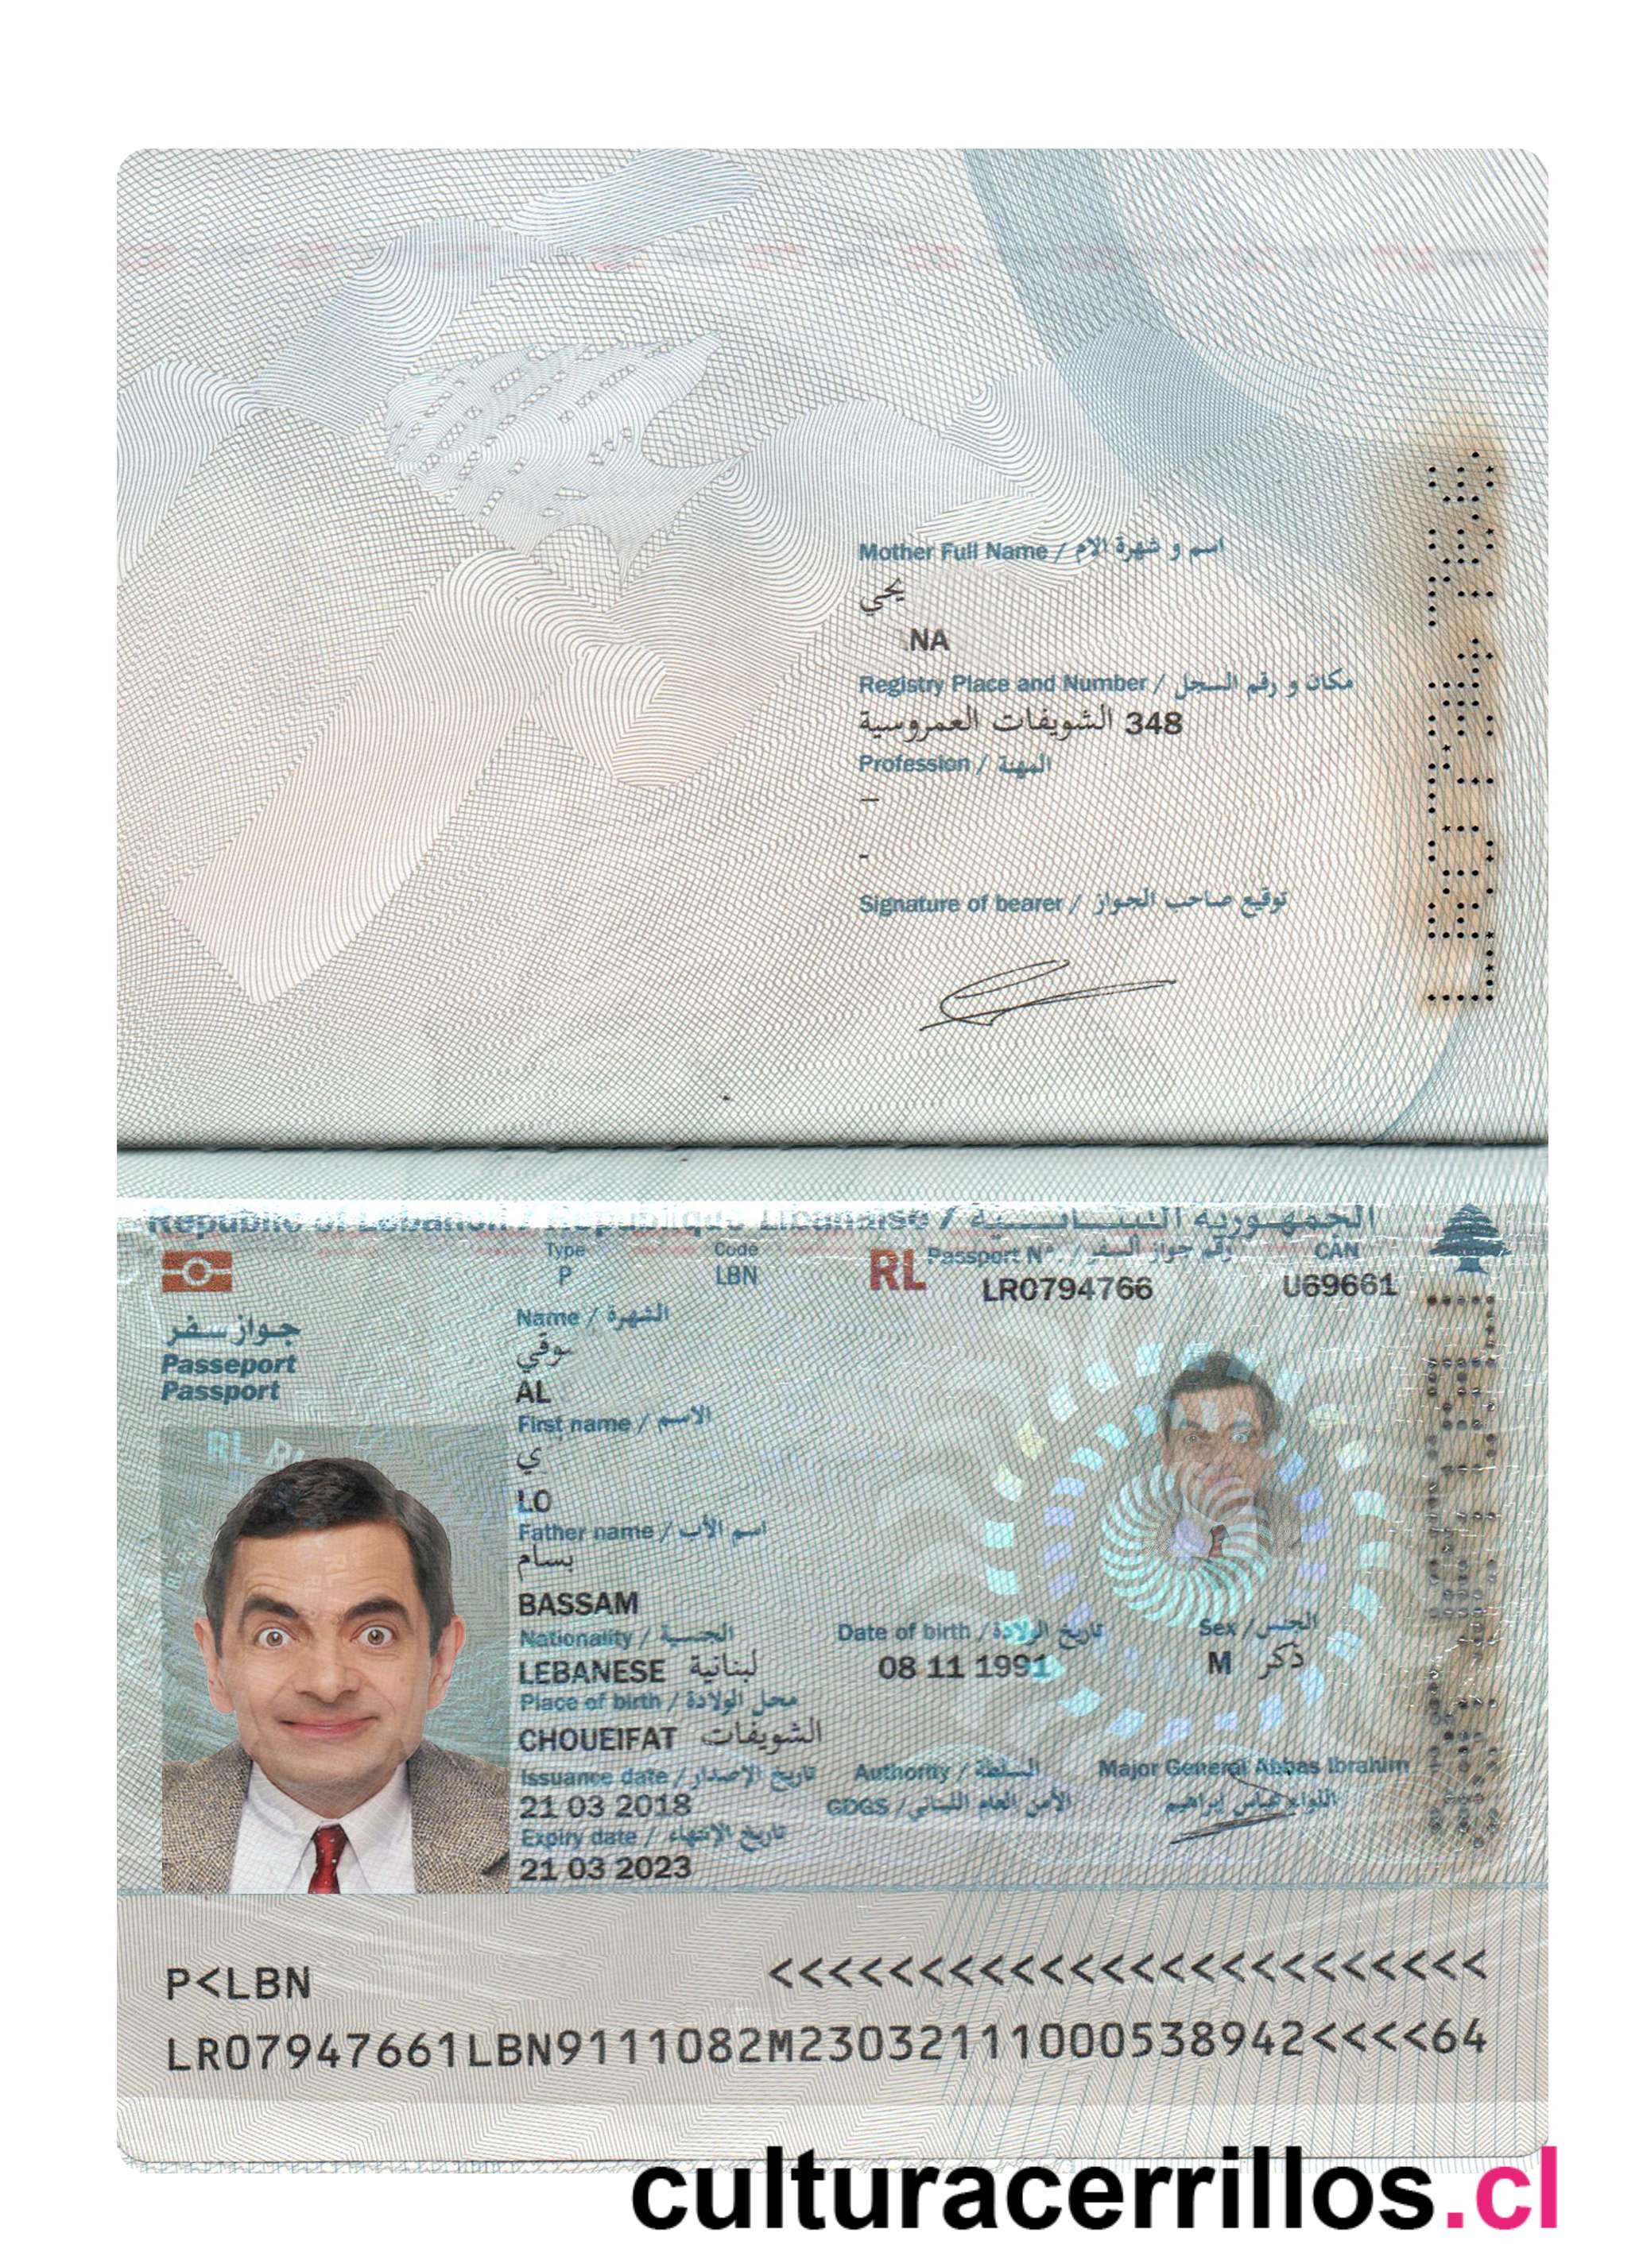 Mother Full Name / اسم و شهرة الام
يحي
.NA
Registry Place and Number / مكان و رقم السجل
348 الشويفات العمروسية
Profession / المهنة
–
-
Signature of bearer / توقيع صاحب الجواز
Republic of Lebanon / République Libanaise / الجمهورية اللبنانية
Type
P
Code
LBN
RL
Passport N°. / رقم جواز السفر
LR0794766
CAN
U69661
جواز سفر
Passeport
Passport
Name / الشهرة
AL
First name / الاسم
ي
LO
Father name / اسم الأب
بسام
BASSAM
Nationality / الجنسية
LEBANESE لبنانية
Date of birth / تاريخ الولادة
08 11 1991
Sex / الجنس
M ذكر
Place of birth / محل الولادة
CHOUEIFAT الشويفات
Issuance date / تاريخ الإصدار
21 03 2018
Authority / السلطة
GDGS / الأمن العام اللبناني
Major General Abbas Ibrahim
اللواء عباس إبراهيم
Expiry date / تاريخ الإنتهاء
21 03 2023
P<LBN <<<<<<<<<<<<<<<<<<<<<<<<
LR07947661LBN9111082M23032111000538942<<<<64
culturacerrillos.cl